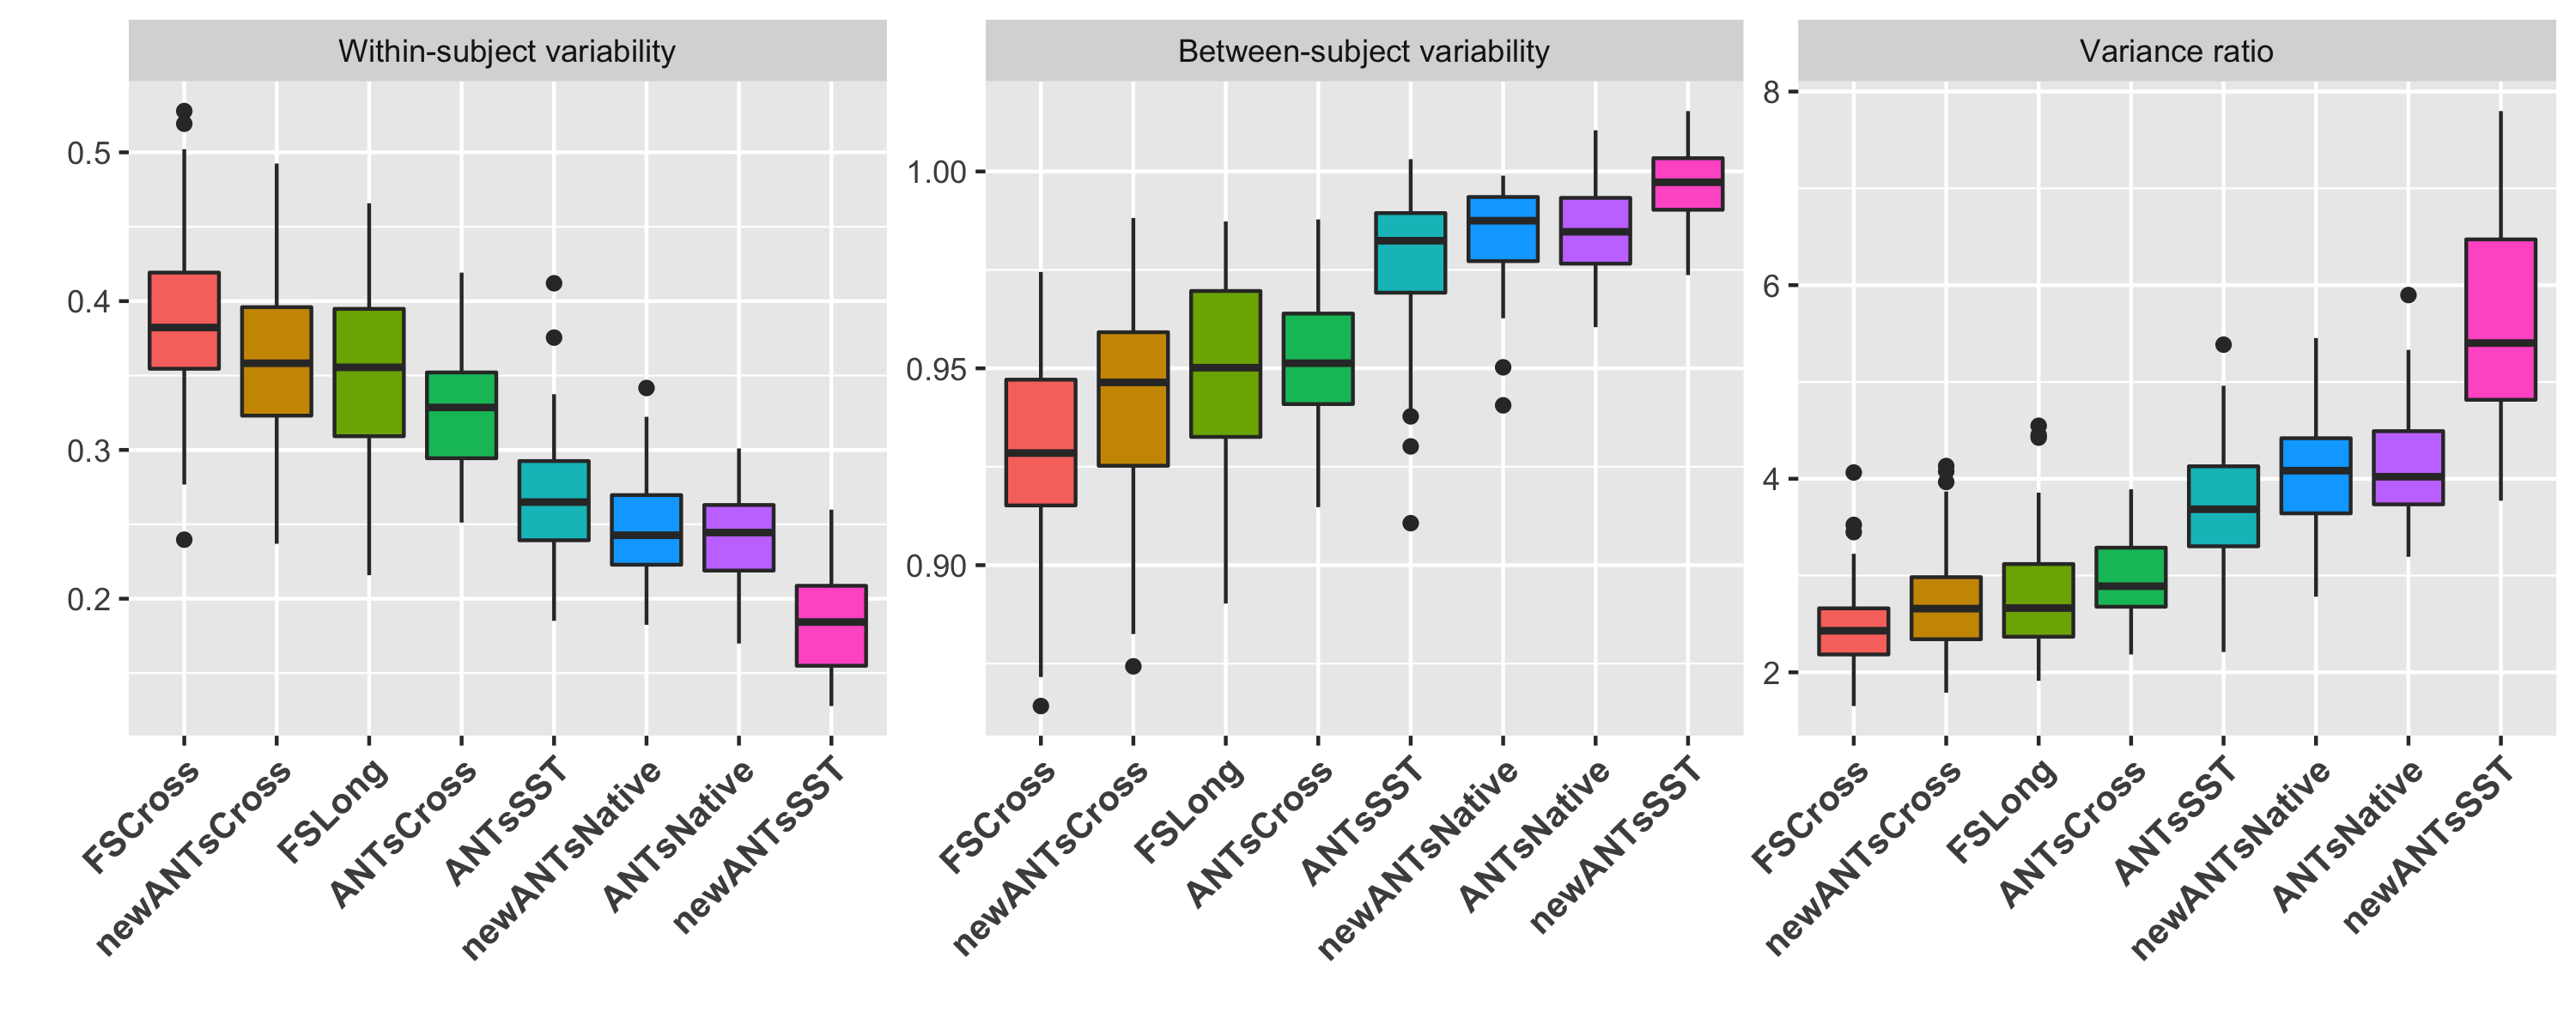 Within-subject variability
Between-subject variability
Variance ratio
0.5
0.4
0.3
0.2
1.00
0.95
0.90
8
6
4
2
FSCross
newANTsCross
FSLong
ANTsCross
ANTsSST
newANTsNative
ANTsNative
newANTsSST
FSCross
newANTsCross
FSLong
ANTsCross
ANTsSST
newANTsNative
ANTsNative
newANTsSST
FSCross
newANTsCross
FSLong
ANTsCross
ANTsSST
newANTsNative
ANTsNative
newANTsSST